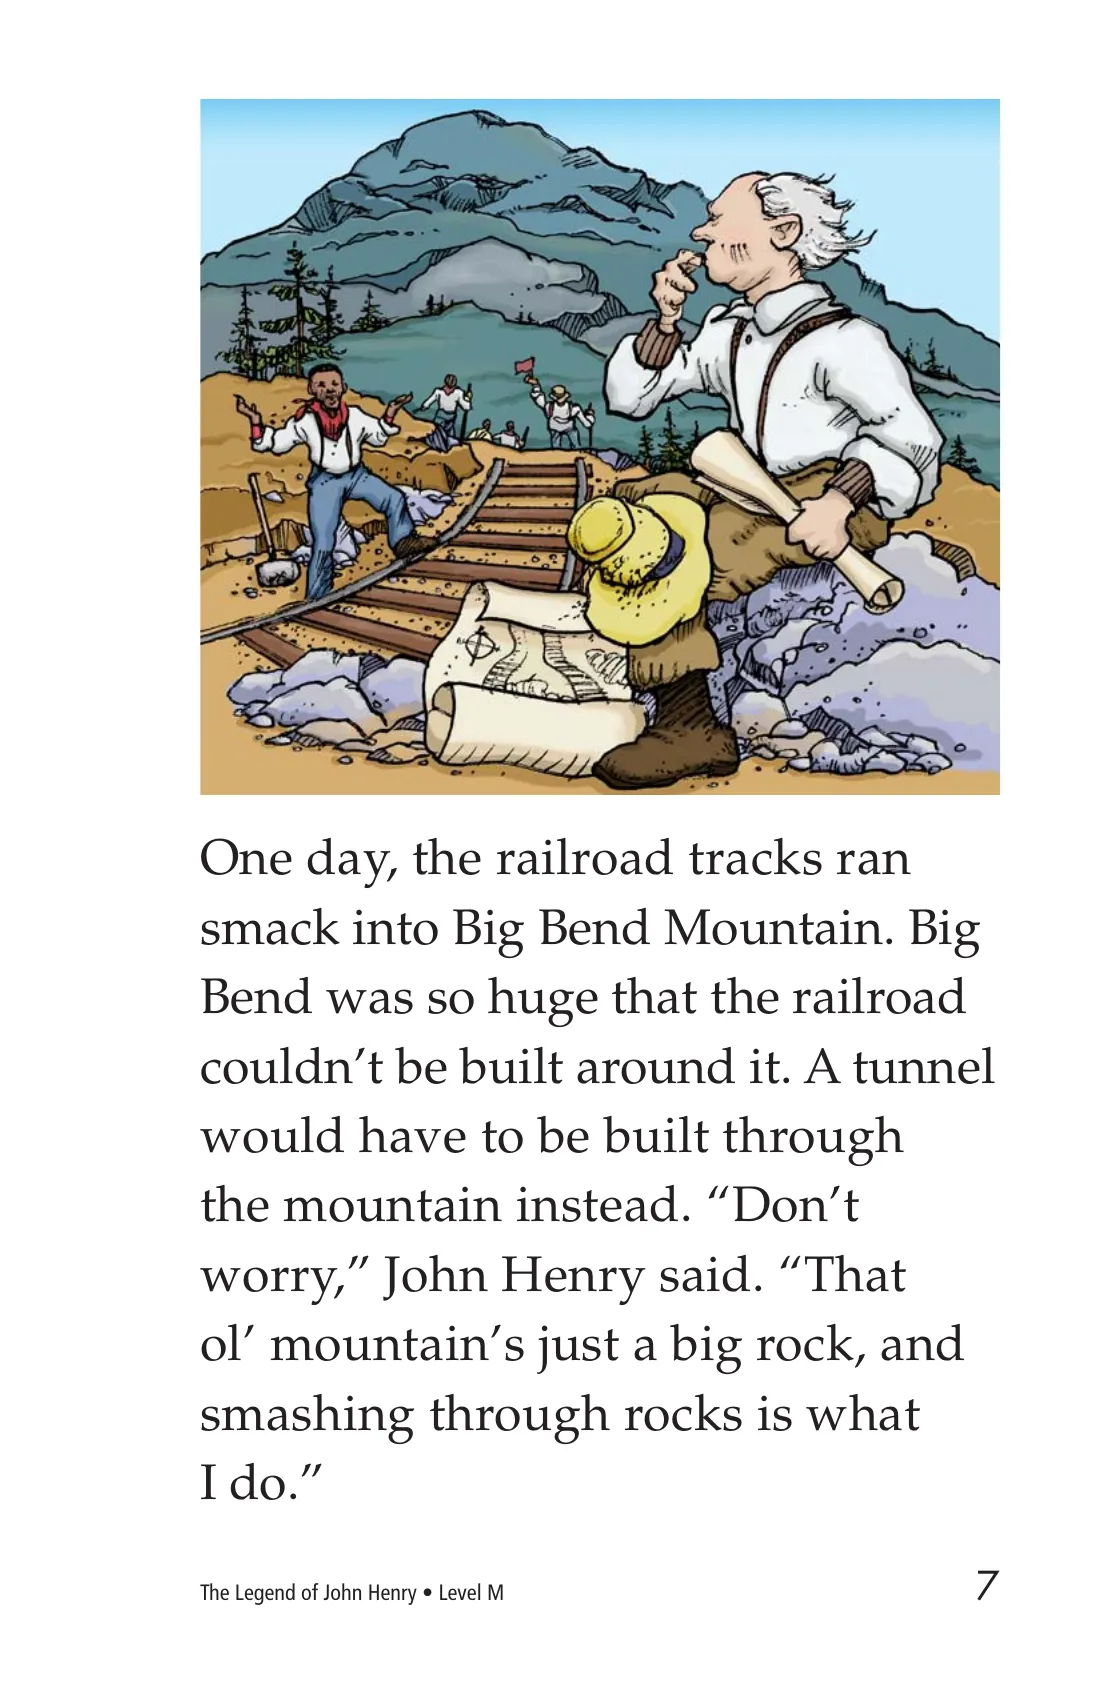 One day, the railroad tracks ran
smack into Big Bend Mountain. Big
Bend was so huge that the railroad
couldn’t be built around it. A tunnel
would have to be built through
the mountain instead. “Don’t
worry,” John Henry said. “That
ol’ mountain’s just a big rock, and
smashing through rocks is what
I do.”
The Legend of John Henry • Level M
7